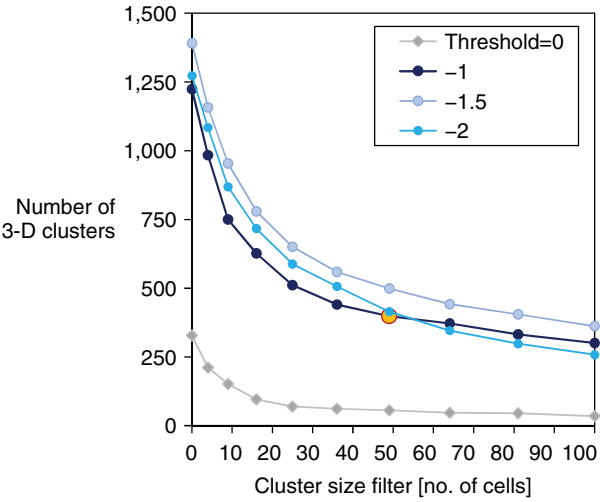 1,500
1,250
1,000
750
500
250
0
Number of
3-D clusters
Threshold=0
−1
−1.5
−2
0 10 20 30 40 50 60 70 80 90 100
Cluster size filter [no. of cells]